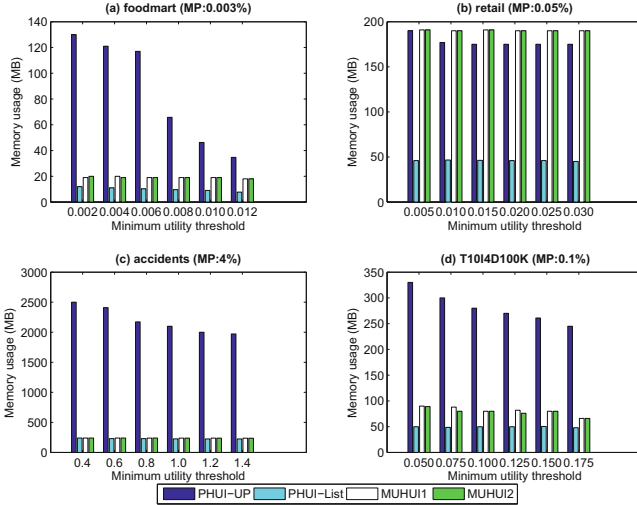 (a) foodmart (MP:0.003%)
Memory usage (MB)
140
120
100
80
60
40
20
0
0.002 0.004 0.006 0.008 0.010 0.012
Minimum utility threshold
(b) retail (MP:0.05%)
Memory usage (MB)
200
150
100
50
0
0.005 0.010 0.015 0.020 0.025 0.030
Minimum utility threshold
(c) accidents (MP:4%)
Memory usage (MB)
3000
2500
2000
1500
1000
500
0
0.4 0.6 0.8 1.0 1.2 1.4
Minimum utility threshold
(d) T10I4D100K (MP:0.1%)
Memory usage (MB)
350
300
250
200
150
100
50
0
0.050 0.075 0.100 0.125 0.150 0.175
Minimum utility threshold
PHUI-UP PHUI-List MUHUI1 MUHUI2